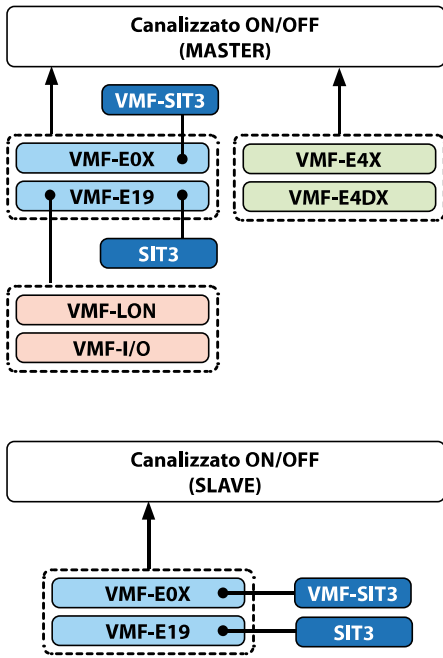 Canalizzato ON/OFF
(MASTER)
VMF-SIT3
VMF-E0X
VMF-E19
SIT3
VMF-LON
VMF-I/O
VMF-E4X
VMF-E4DX
Canalizzato ON/OFF
(SLAVE)
VMF-E0X
VMF-SIT3
VMF-E19
SIT3